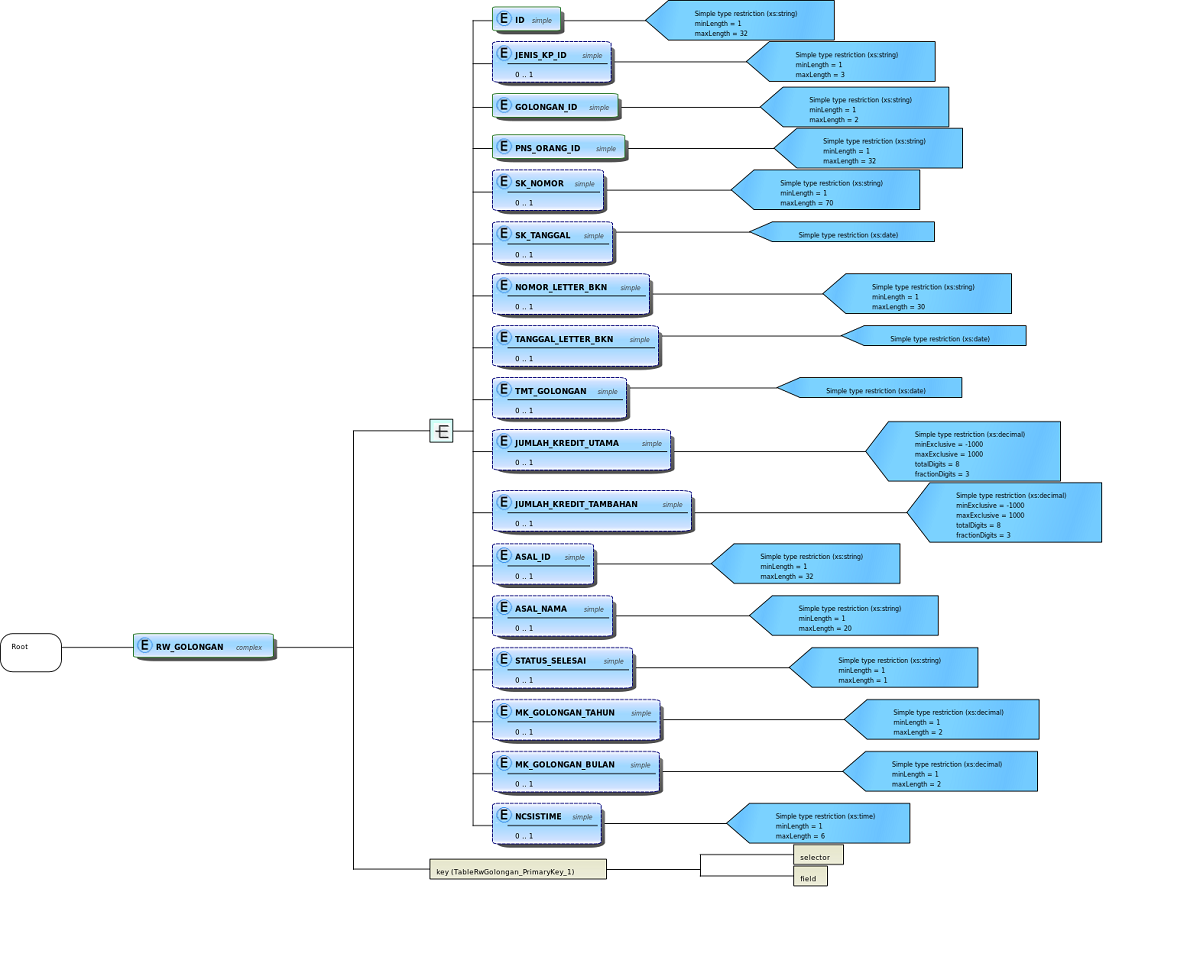 E ID simple
Simple type restriction (xs:string)
minLength = 1
maxLength = 32
E JENIS_KP_ID simple
0 .. 1
Simple type restriction (xs:string)
minLength = 1
maxLength = 3
E GOLONGAN_ID simple
Simple type restriction (xs:string)
minLength = 1
maxLength = 2
E PNS_ORANG_ID simple
Simple type restriction (xs:string)
minLength = 1
maxLength = 32
E SK_NOMOR simple
0 .. 1
Simple type restriction (xs:string)
minLength = 1
maxLength = 70
E SK_TANGGAL simple
0 .. 1
Simple type restriction (xs:date)
E NOMOR_LETTER_BKN simple
0 .. 1
Simple type restriction (xs:string)
minLength = 1
maxLength = 30
E TANGGAL_LETTER_BKN simple
0 .. 1
Simple type restriction (xs:date)
E TMT_GOLONGAN simple
0 .. 1
Simple type restriction (xs:date)
E JUMLAH_KREDIT_UTAMA simple
0 .. 1
Simple type restriction (xs:decimal)
minExclusive = -1000
maxExclusive = 1000
totalDigits = 8
fractionDigits = 3
E JUMLAH_KREDIT_TAMBAHAN simple
0 .. 1
Simple type restriction (xs:decimal)
minExclusive = -1000
maxExclusive = 1000
totalDigits = 8
fractionDigits = 3
E ASAL_ID simple
0 .. 1
Simple type restriction (xs:string)
minLength = 1
maxLength = 32
E ASAL_NAMA simple
0 .. 1
Simple type restriction (xs:string)
minLength = 1
maxLength = 20
Root
E RW_GOLONGAN complex
E STATUS_SELESAI simple
0 .. 1
Simple type restriction (xs:string)
minLength = 1
maxLength = 1
E MK_GOLONGAN_TAHUN simple
0 .. 1
Simple type restriction (xs:decimal)
minLength = 1
maxLength = 2
E MK_GOLONGAN_BULAN simple
0 .. 1
Simple type restriction (xs:decimal)
minLength = 1
maxLength = 2
E NCSISTIME simple
0 .. 1
Simple type restriction (xs:time)
minLength = 1
maxLength = 6
key (TableRwGolongan_PrimaryKey_1)
selector
field